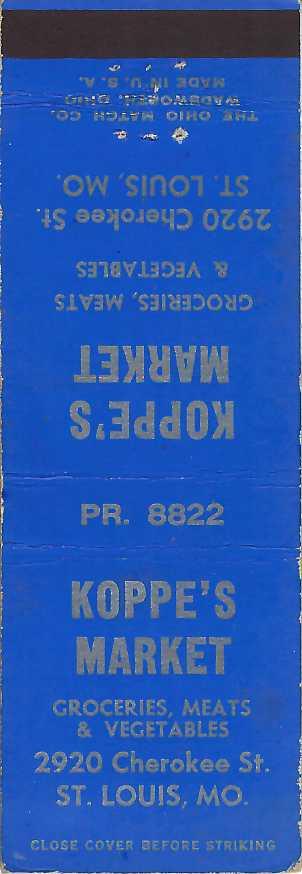 THE OHIO MATCH CO.
WADSWORTH, OHIO
MADE IN U. S. A.
2920 Cherokee St.
ST. LOUIS, MO.
GROCERIES, MEATS
& VEGETABLES
KOPPE'S
MARKET
PR. 8822
KOPPE'S
MARKET
GROCERIES, MEATS
& VEGETABLES
2920 Cherokee St.
ST. LOUIS, MO.
CLOSE COVER BEFORE STRIKING